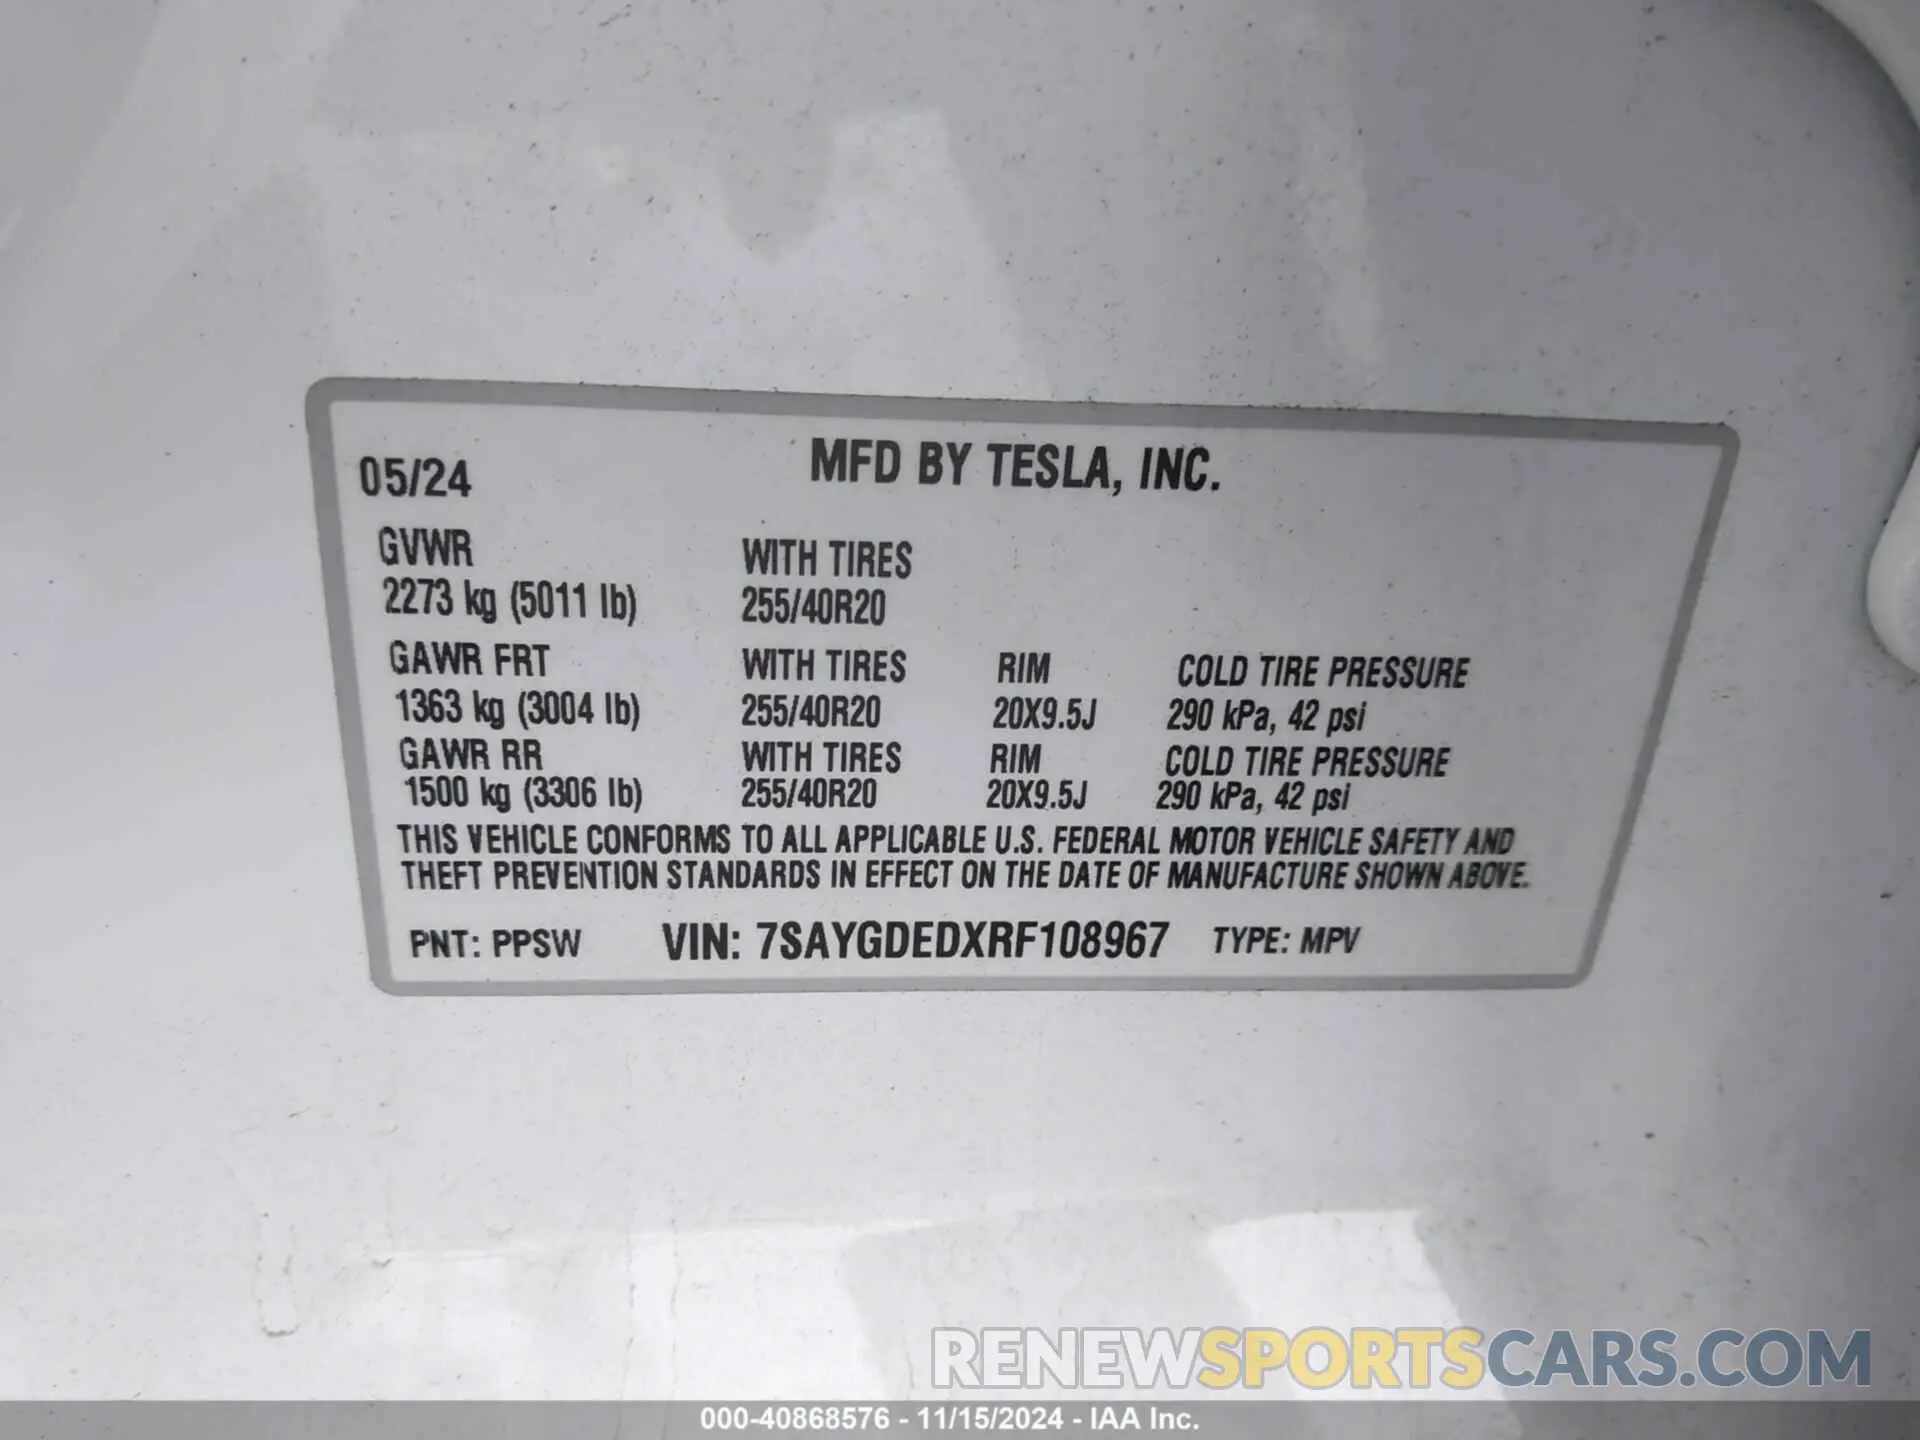 05/24 MFD BY TESLA, INC.
GVWR WITH TIRES
2273 kg (5011 lb) 255/40R20
GAWR FRT WITH TIRES RIM COLD TIRE PRESSURE
1363 kg (3004 lb) 255/40R20 20X9.5J 290 kPa, 42 psi
GAWR RR WITH TIRES RIM COLD TIRE PRESSURE
1500 kg (3306 lb) 255/40R20 20X9.5J 290 kPa, 42 psi
THIS VEHICLE CONFORMS TO ALL APPLICABLE U.S. FEDERAL MOTOR VEHICLE SAFETY AND
THEFT PREVENTION STANDARDS IN EFFECT ON THE DATE OF MANUFACTURE SHOWN ABOVE.
PNT: PPSW VIN: 7SAYGDEDXRF108967 TYPE: MPV
RENEWSPORTSCARS.COM
000-40868576 - 11/15/2024 - IAA Inc.